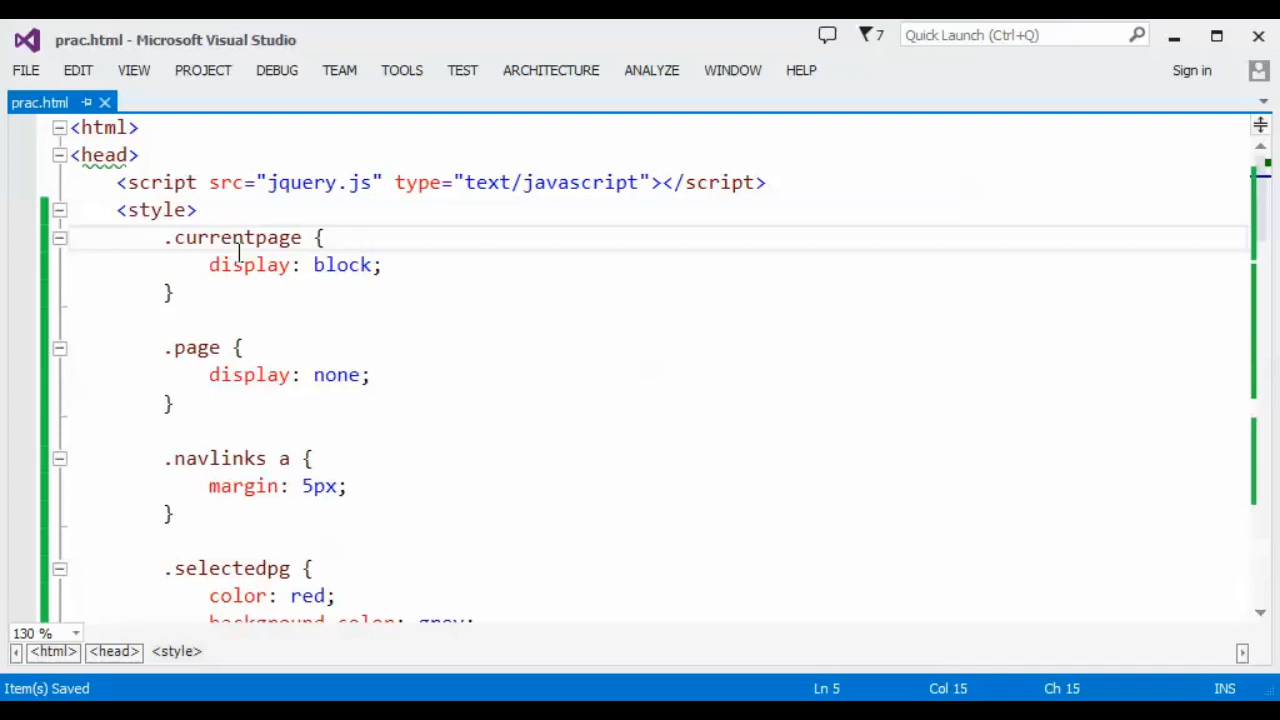 prac.html - Microsoft Visual Studio
7
Quick Launch (Ctrl+Q)
FILE EDIT VIEW PROJECT DEBUG TEAM TOOLS TEST ARCHITECTURE ANALYZE WINDOW HELP
Sign in
prac.html
<html>
<head>
<script src="jquery.js" type="text/javascript"></script>
<style>
.currentpage {
display: block;
}
.page {
display: none;
}
.navlinks a {
margin: 5px;
}
.selectedpg {
color: red;
background-color: grey;
130 %
<html> <head> <style>
Item(s) Saved
Ln 5
Col 15
Ch 15
INS